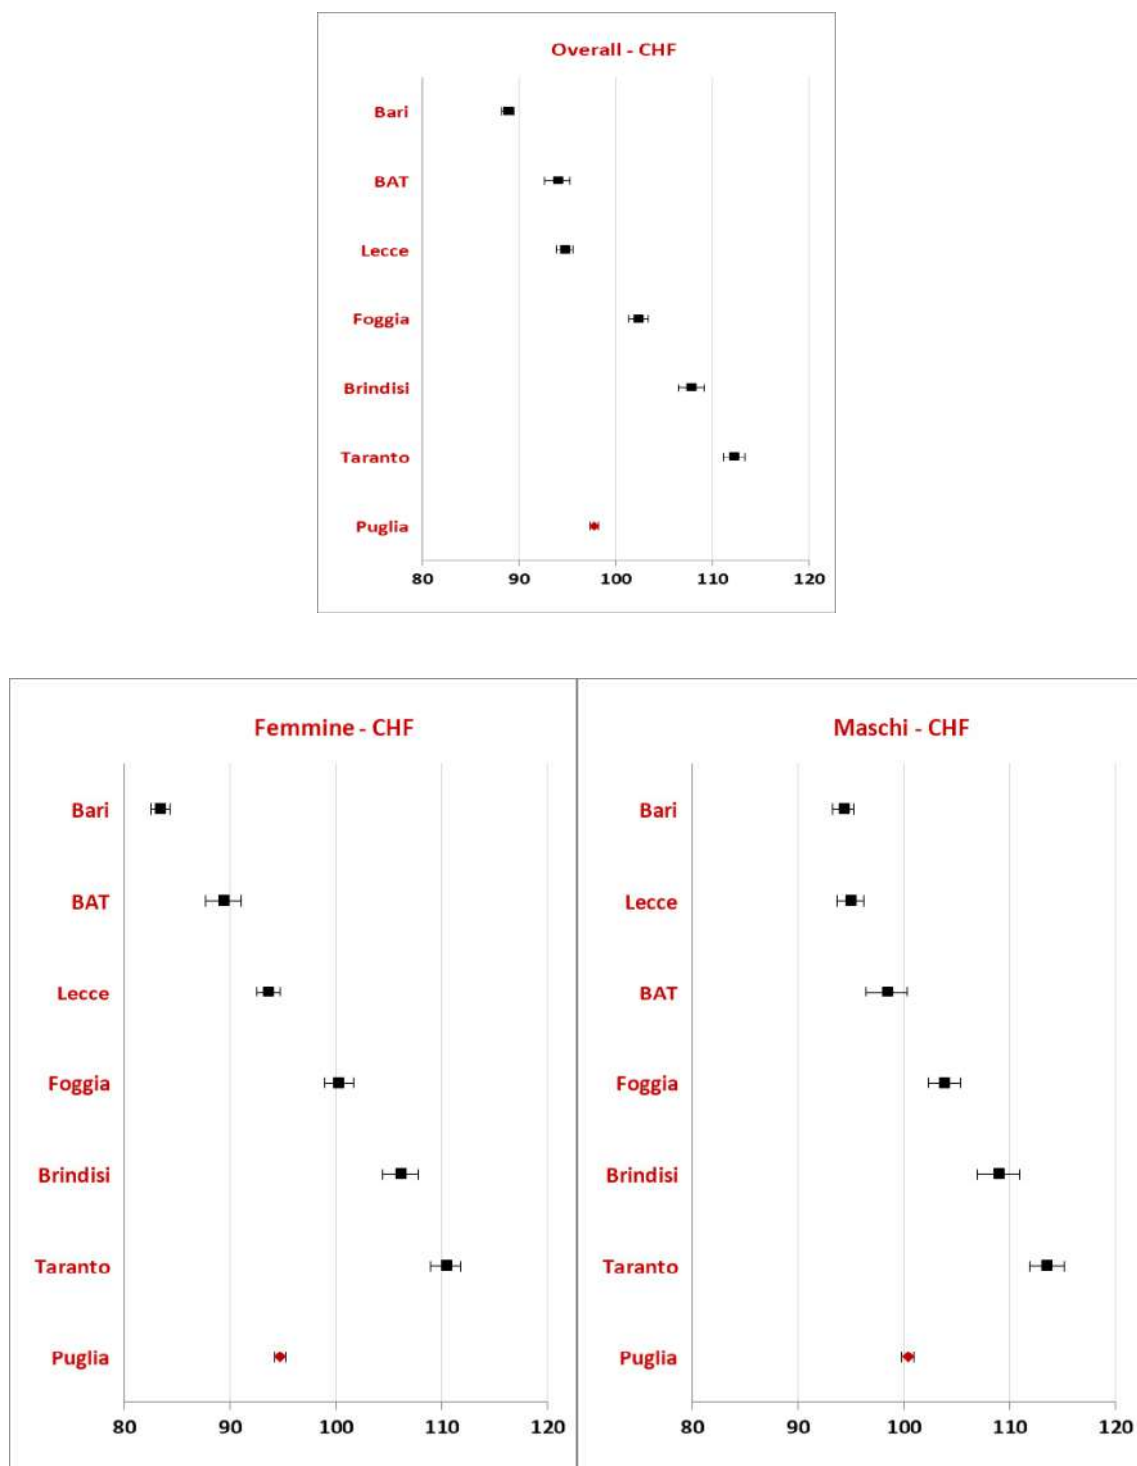 Overall - CHF
Bari
BAT
Lecce
Foggia
Brindisi
Taranto
Puglia
80 90 100 110 120
Femmine - CHF
Bari
BAT
Lecce
Foggia
Brindisi
Taranto
Puglia
80 90 100 110 120
Maschi - CHF
Bari
Lecce
BAT
Foggia
Brindisi
Taranto
Puglia
80 90 100 110 120